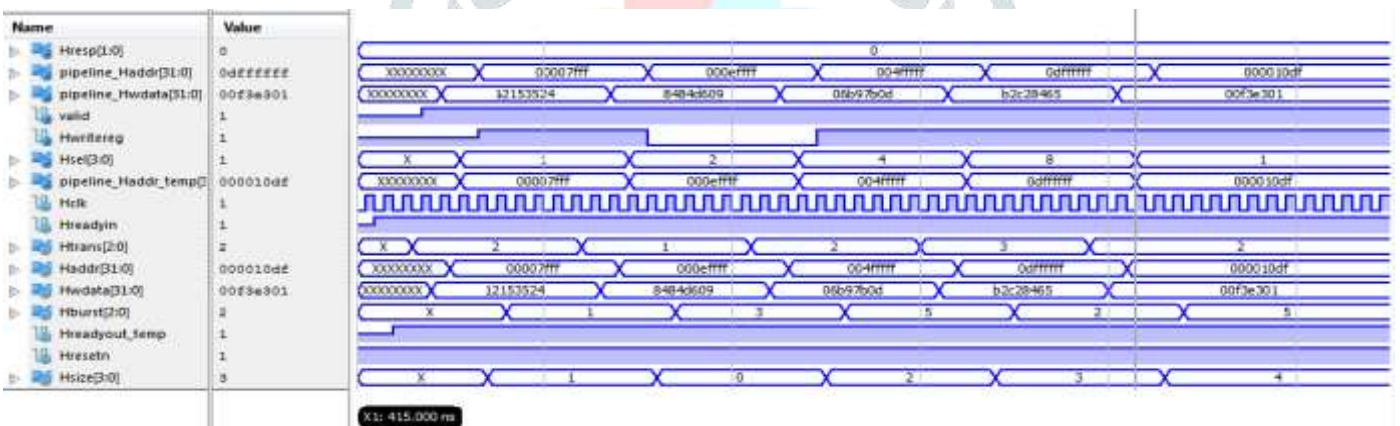 Name Value
Hresp[1:0] 0 0
pipeline_Haddr[31:0] 0dffffff XXXXXXXX 00007fff 000effff 004fffff 0dffffff 000010df
pipeline_Hwdata[31:0] 00f3e301 XXXXXXXX 12153524 8484d609 06b97b0d b2c28465 00f3e301
valid 1
Hwritereg 1
Hsel[3:0] 1 X 1 2 4 8 1
pipeline_Haddr_temp[3 000010df XXXXXXXX 00007fff 000effff 004fffff 0dffffff 000010df
Hclk 1
Hreadyin 1
Htrans[2:0] 2 X 2 1 2 3 2
Haddr[31:0] 000010df XXXXXXXX 00007fff 000effff 004fffff 0dffffff 000010df
Hwdata[31:0] 00f3e301 XXXXXXXX 12153524 8484d609 06b97b0d b2c28465 00f3e301
Hburst[2:0] 2 X 1 3 5 2 5
Hreadyout_temp 1
Hresetn 1
Hsize[3:0] 3 X 1 0 2 3 4
X1: 415.000 ns